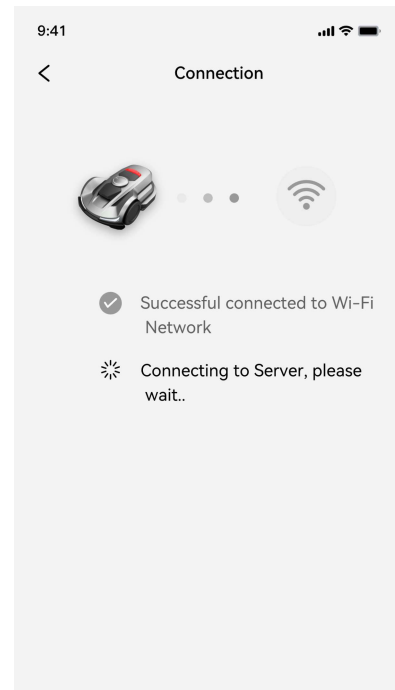 9:41
Connection
Successful connected to Wi-Fi
Network
Connecting to Server, please
wait..